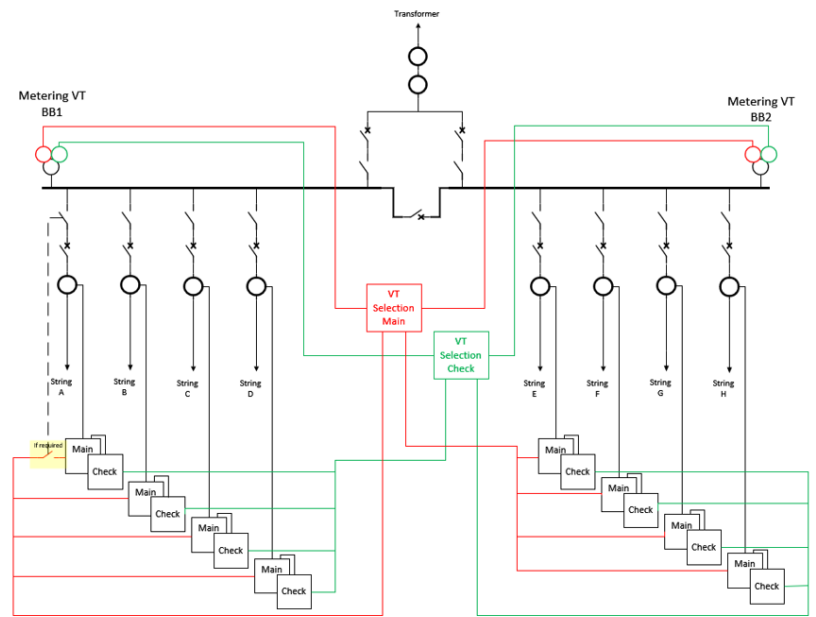 Transformer
Metering VT
BB1
Metering VT
BB2
VT
Selection
Main
VT
Selection
Check
String
A
String
B
String
C
String
D
String
E
String
F
String
G
String
H
If required
Main
Check
Main
Check
Main
Check
Main
Check
Main
Check
Main
Check
Main
Check
Main
Check